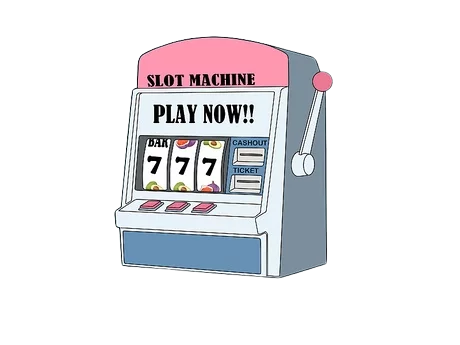 SLOT MACHINE
PLAY NOW!!
BAR
7 7 7
CASHOUT
TICKET